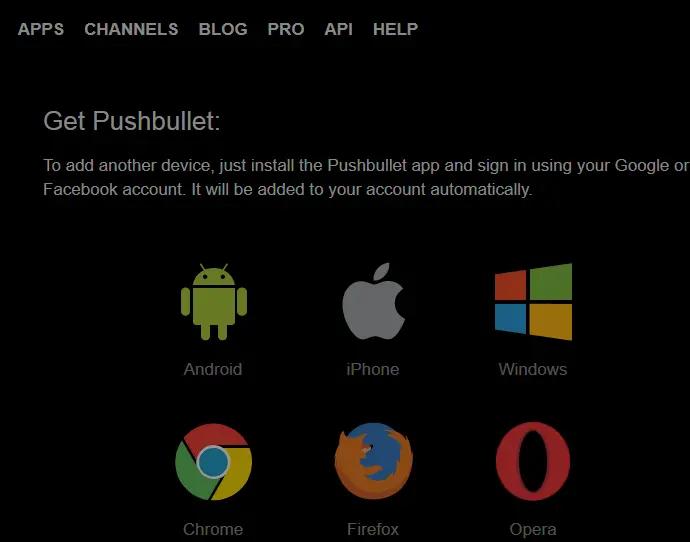 APPS CHANNELS BLOG PRO API HELP
Get Pushbullet:
To add another device, just install the Pushbullet app and sign in using your Google or
Facebook account. It will be added to your account automatically.
Android iPhone Windows
Chrome Firefox Opera